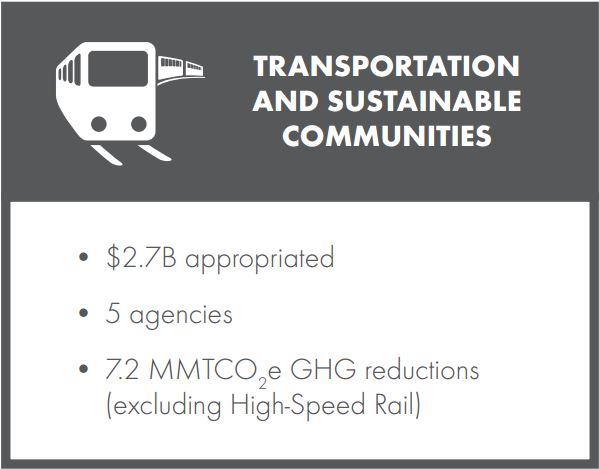 TRANSPORTATION
AND SUSTAINABLE
COMMUNITIES
• $2.7B appropriated
• 5 agencies
• 7.2 MMTCO₂e GHG reductions
(excluding High-Speed Rail)